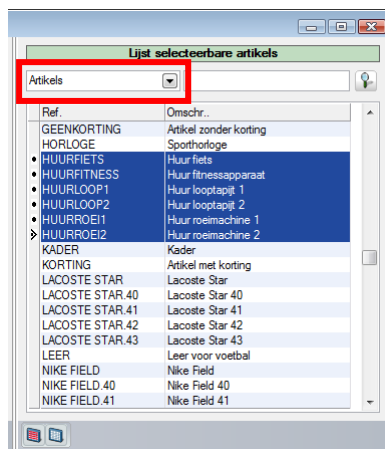 Lijst selecteerbare artikels
Artikels
Ref. Omschr..
GEENKORTING Artikel zonder korting
HORLOGE Sporthorloge
HUURFIETS Huur fiets
HUURFITNESS Huur fitnessapparaat
HUURLOOP1 Huur looptapijt 1
HUURLOOP2 Huur looptapijt 2
HUURROEI1 Huur roeimachine 1
HUURROEI2 Huur roeimachine 2
KADER Kader
KORTING Artikel met korting
LACOSTE STAR Lacoste Star
LACOSTE STAR.40 Lacoste Star 40
LACOSTE STAR.41 Lacoste Star 41
LACOSTE STAR.42 Lacoste Star 42
LACOSTE STAR.43 Lacoste Star 43
LEER Leer voor voetbal
NIKE FIELD Nike Field
NIKE FIELD.40 Nike Field 40
NIKE FIELD.41 Nike Field 41